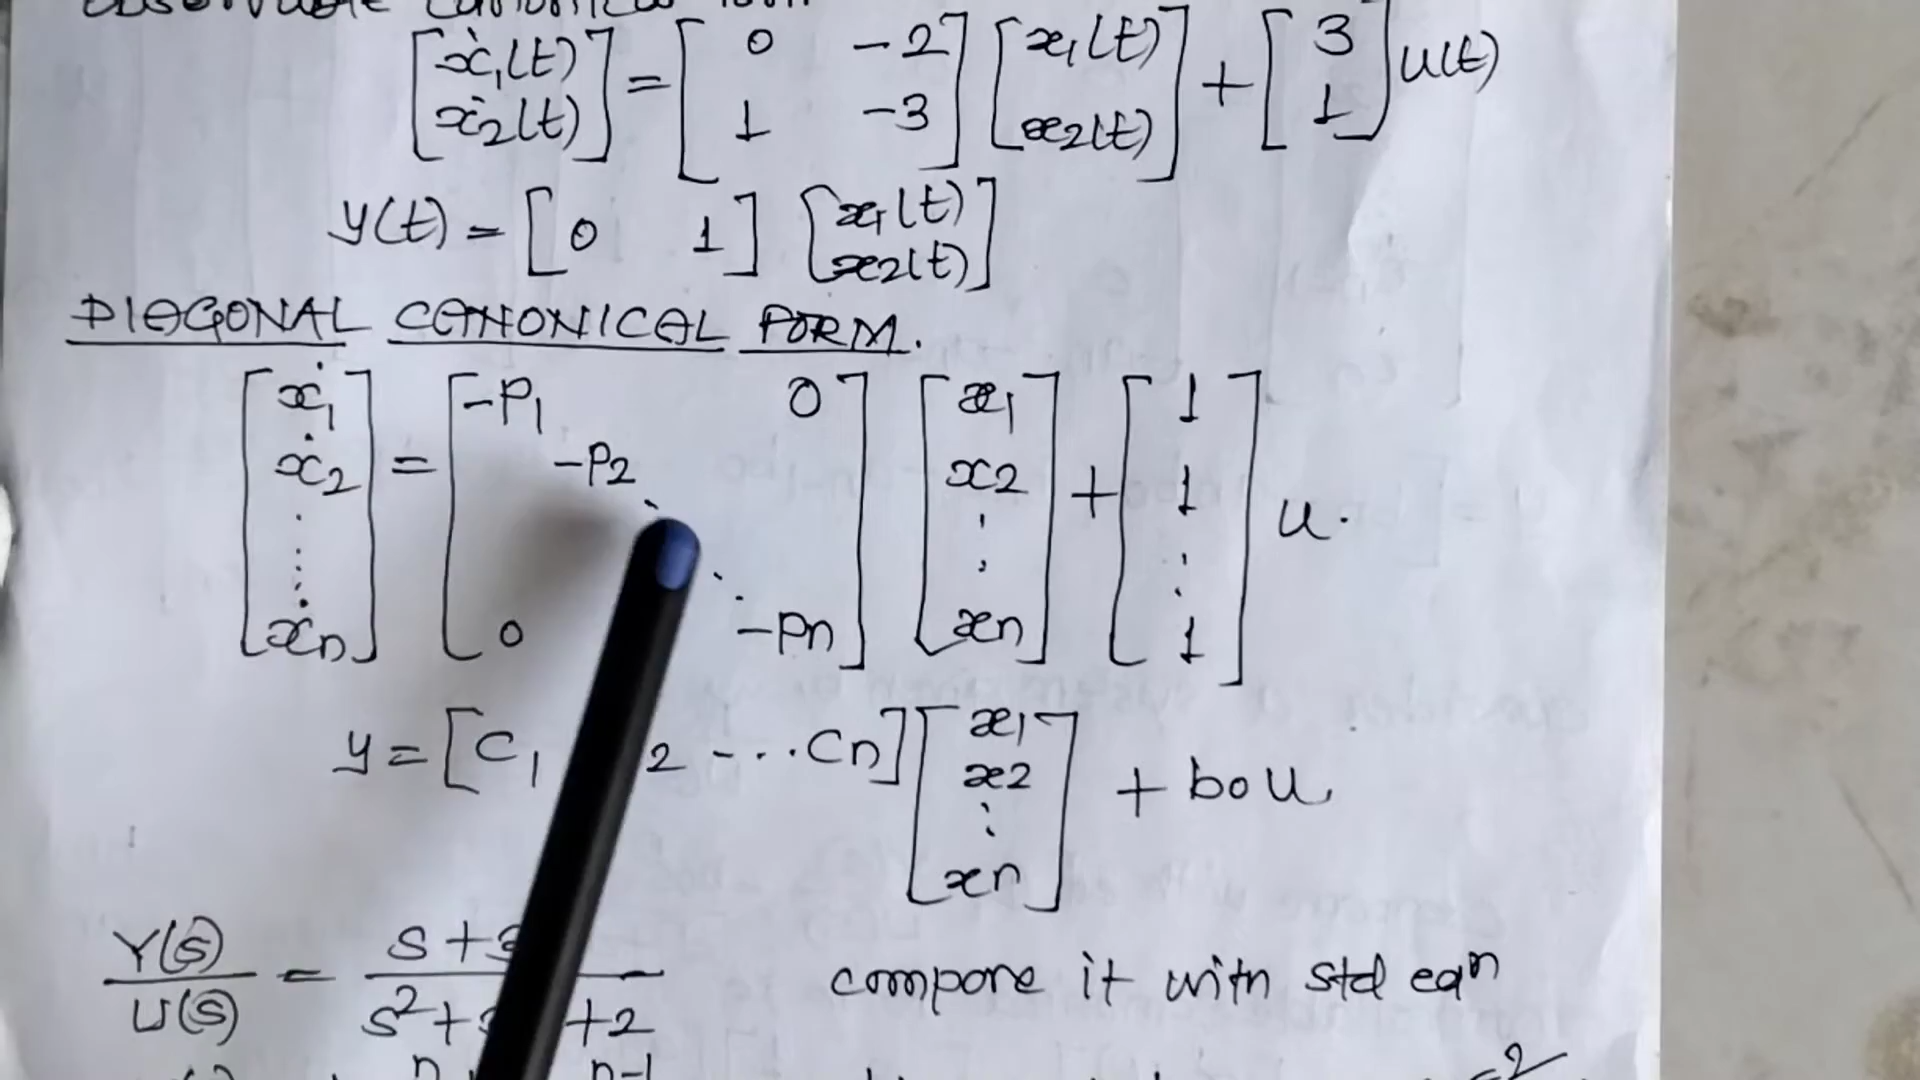 [ẋ1(t) ẋ2(t)] = [0 -2 1 -3] [x1(t) x2(t)] + [3 1] u(t)
y(t) = [0 1] [x1(t) x2(t)]
DIAGONAL CANONICAL FORM.
[ẋ1 ẋ2 ⋮ ẋn] = [-P1 0 -P2 ⋱ 0 -Pn] [x1 x2 ⋮ xn] + [1 1 ⋮ 1] u.
y = [C1 2 -... Cn] [x1 x2 ⋮ xn] + b0 u
Y(s)/U(s) = s+ / s²+ +2 compare it with std eqn